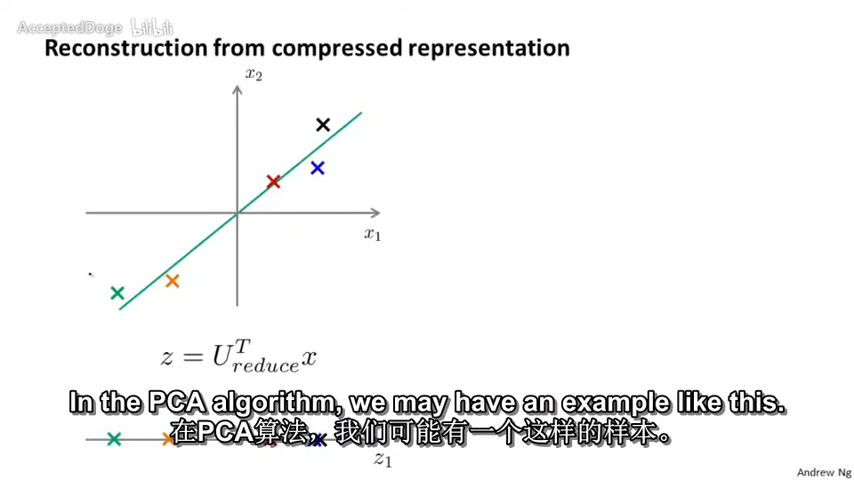 AcceptedDoge bilibili
Reconstruction from compressed representation
x₂
x₁
z = U^T_reduce x
In the PCA algorithm, we may have an example like this.
在PCA算法，我们可能有一个这样的样本。
z₁
Andrew Ng